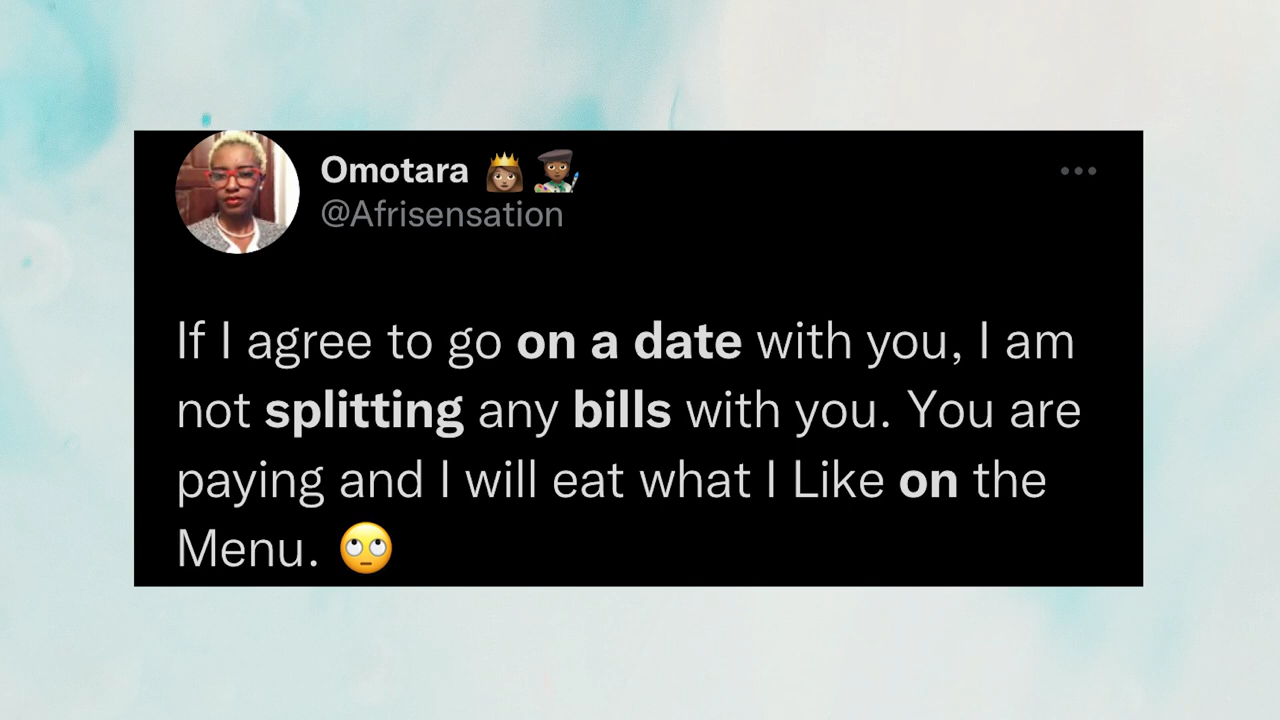 Omotara 👸🏽👩🏾‍🎨
@Afrisensation
If I agree to go on a date with you, I am
not splitting any bills with you. You are
paying and I will eat what I Like on the
Menu. 🙄